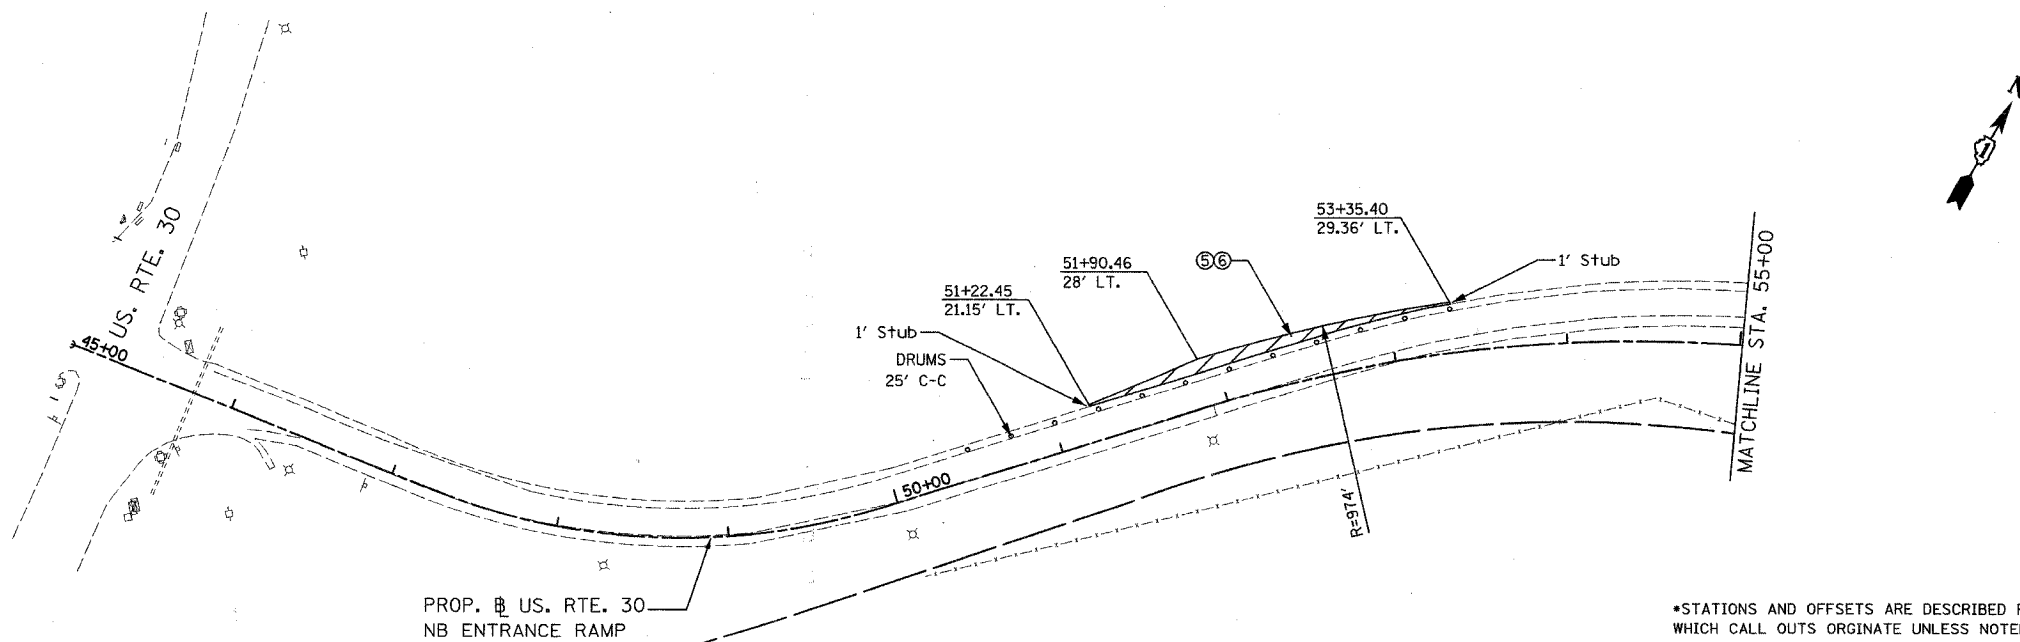 N
1
US. RTE. 30
45+00
53+35.40
29.36' LT.
51+90.46
28' LT.
⑤⑥
1' Stub
51+22.45
21.15' LT.
1' Stub
DRUMS
25' C-C
50+00
R=974'
MATCHLINE STA. 55+00
PROP. ℄ US. RTE. 30
NB ENTRANCE RAMP
*STATIONS AND OFFSETS ARE DESCRIBED
WHICH CALL OUTS ORGINATE UNLESS NOTE